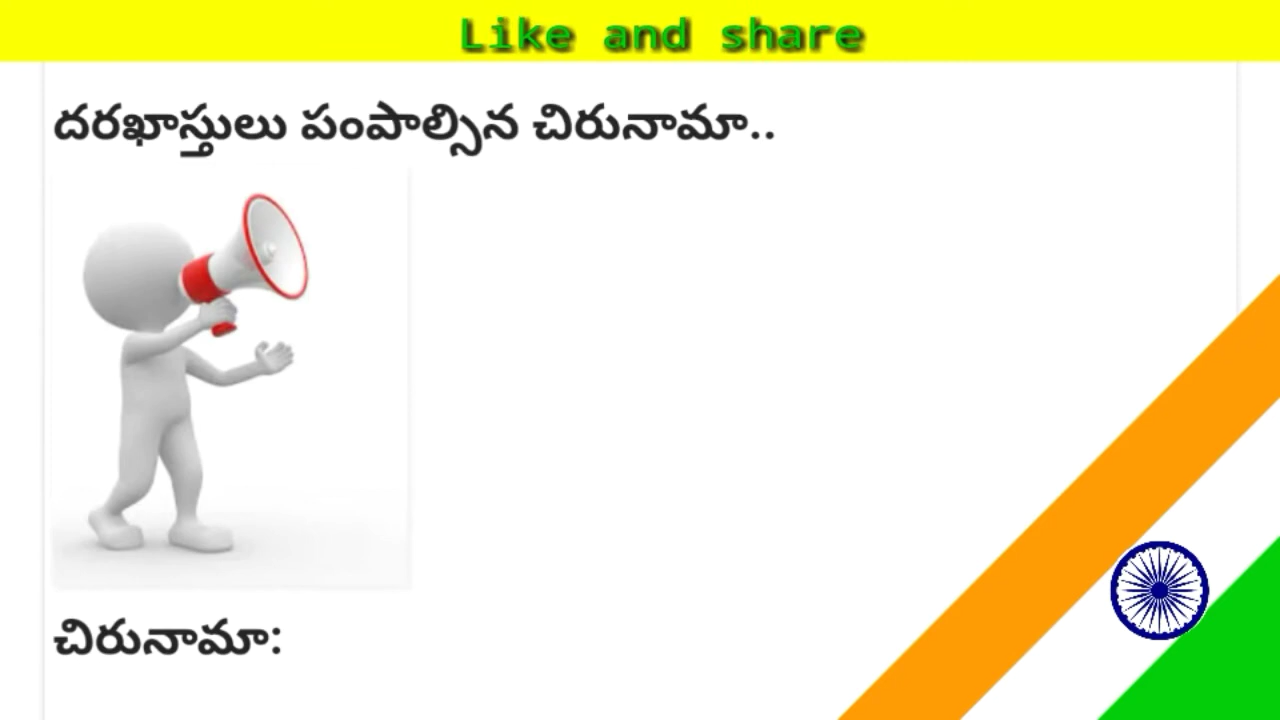 Like and share
దరఖాస్తులు పంపాల్సిన చిరునామా..
చిరునామా: